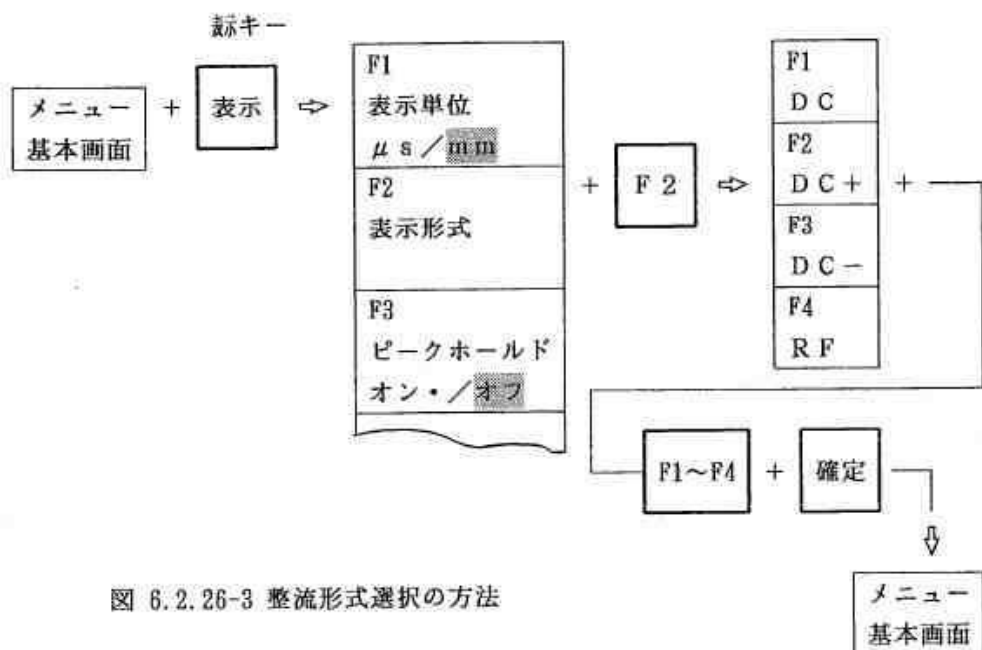 表示キー
メニュー
基本画面
+
表示
⇨
F1
表示単位
μs/mm
F2
表示形式
F3
ピークホールド
オン・/オフ
+
F2
⇨
F1
DC
F2
DC+
F3
DC-
F4
RF
+
F1~F4
+
確定
⇩
メニュー
基本画面
図 6.2.26-3 整流形式選択の方法